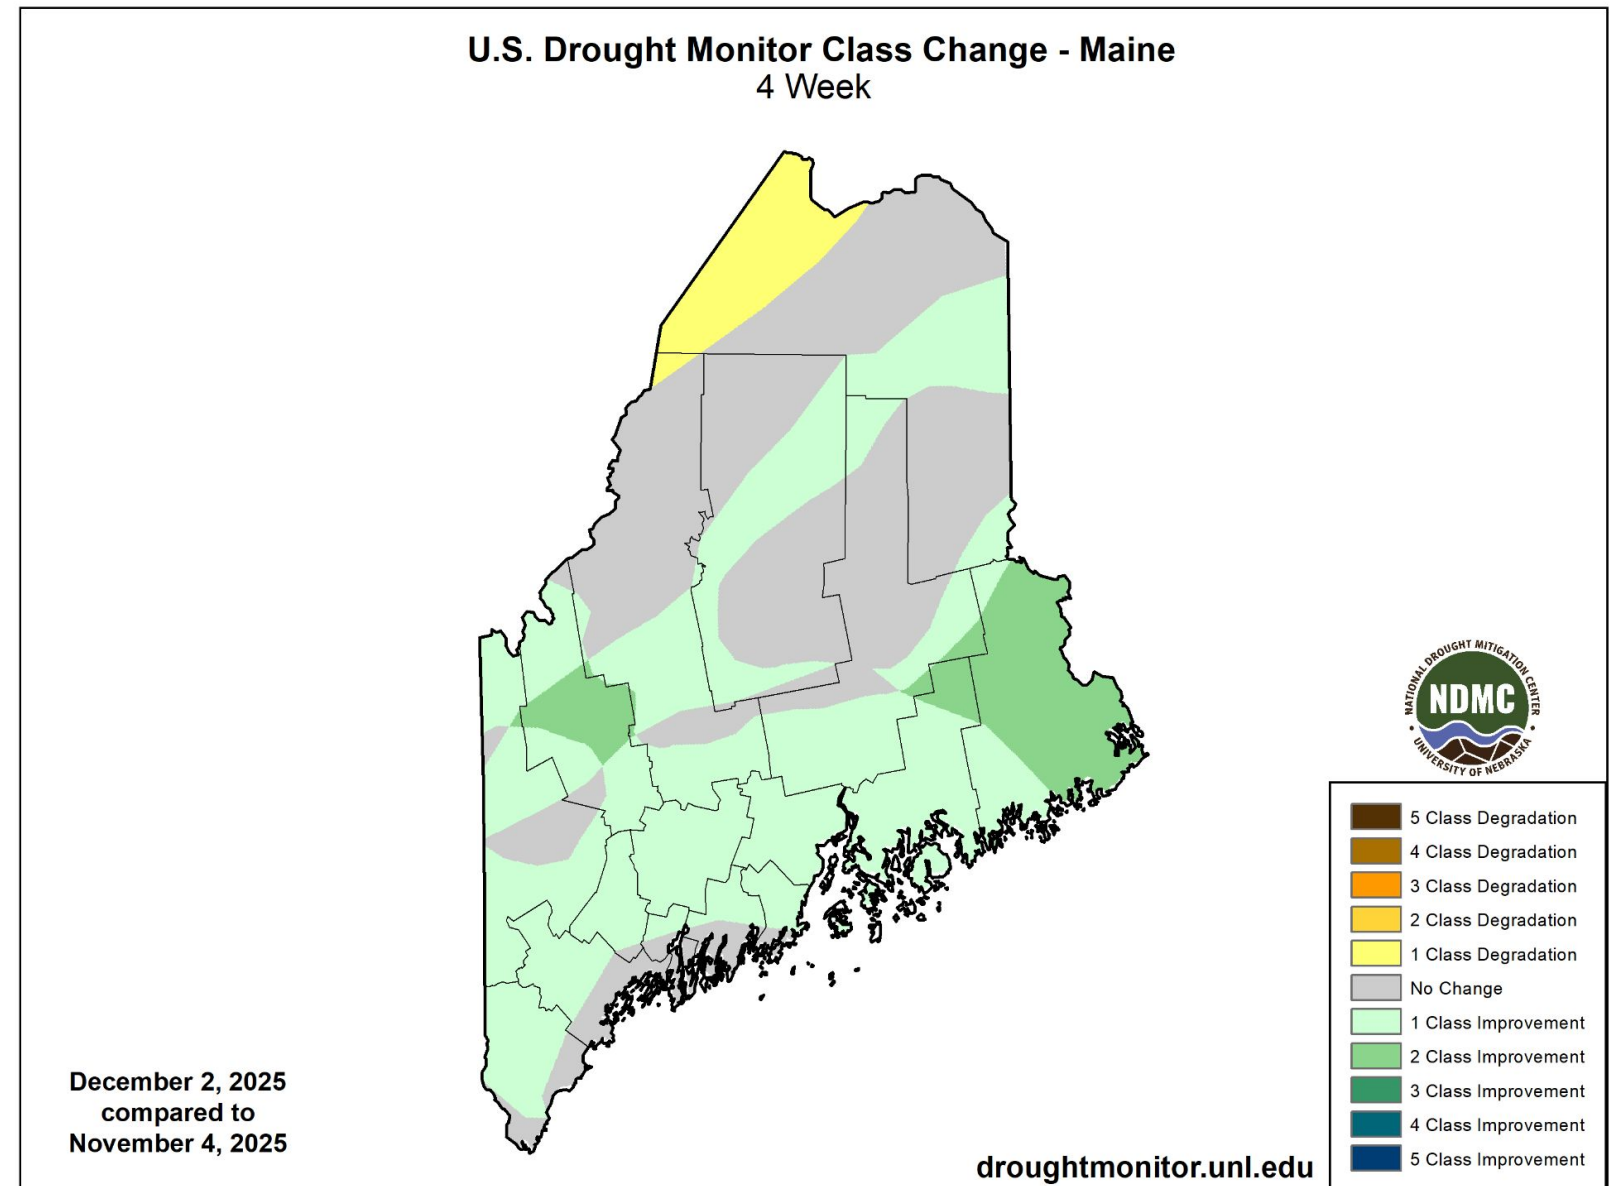 U.S. Drought Monitor Class Change - Maine
4 Week
NATIONAL DROUGHT MITIGATION CENTER
NDMC
UNIVERSITY OF NEBRASKA
5 Class Degradation
4 Class Degradation
3 Class Degradation
2 Class Degradation
1 Class Degradation
No Change
1 Class Improvement
2 Class Improvement
3 Class Improvement
4 Class Improvement
5 Class Improvement
December 2, 2025
compared to
November 4, 2025
droughtmonitor.unl.edu